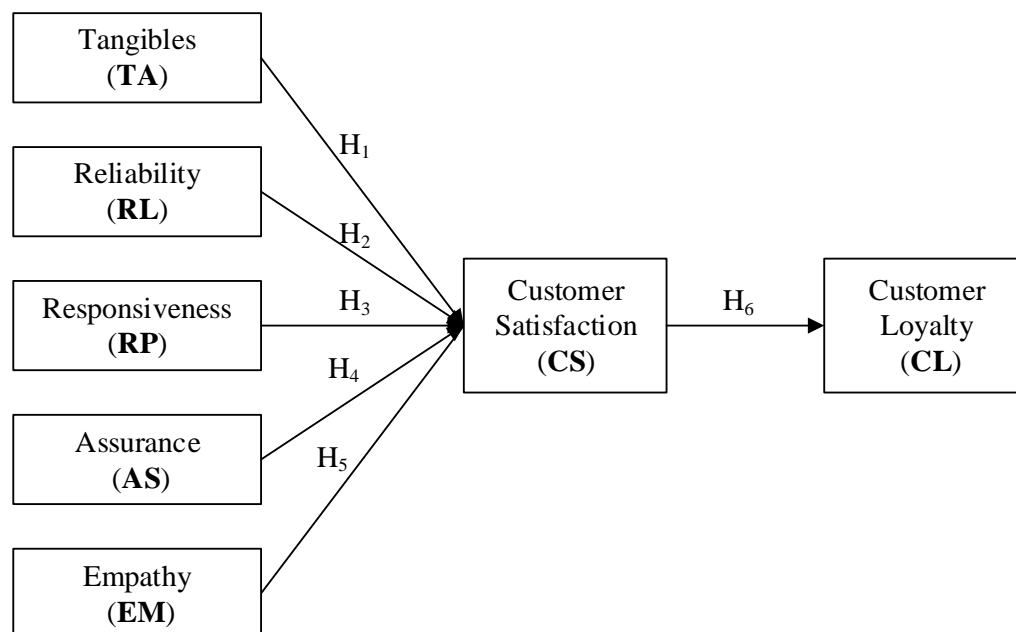 Tangibles
(TA)
H₁
Reliability
(RL)
H₂
Responsiveness
(RP)
H₃
Customer
Satisfaction
(CS)
H₆
Customer
Loyalty
(CL)
H₄
Assurance
(AS)
H₅
Empathy
(EM)